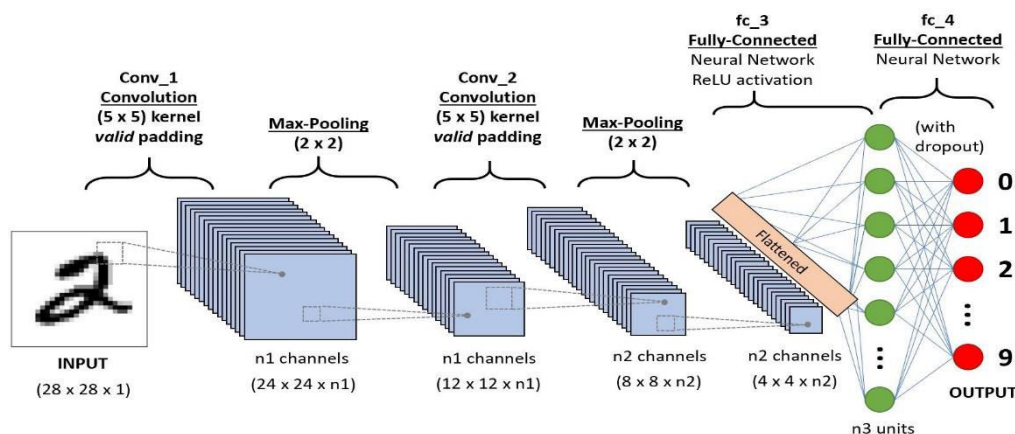 fc_3
Fully-Connected
Neural Network
ReLU activation
fc_4
Fully-Connected
Neural Network
Conv_1
Convolution
(5 x 5) kernel
valid padding
Max-Pooling
(2 x 2)
Conv_2
Convolution
(5 x 5) kernel
valid padding
Max-Pooling
(2 x 2)
(with
dropout)
Flattened
0
1
2
9
INPUT
(28 x 28 x 1)
n1 channels
(24 x 24 x n1)
n1 channels
(12 x 12 x n1)
n2 channels
(8 x 8 x n2)
n2 channels
(4 x 4 x n2)
n3 units
OUTPUT